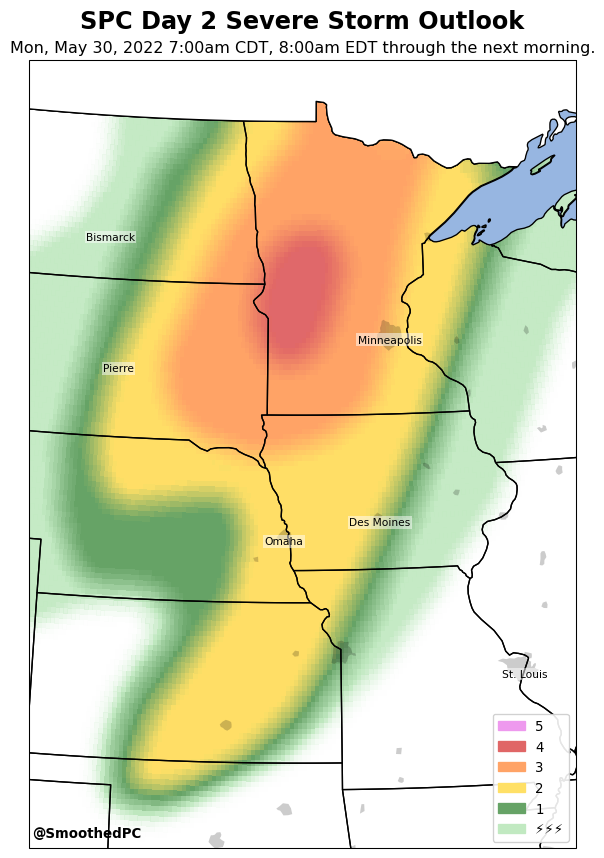 SPC Day 2 Severe Storm Outlook
Mon, May 30, 2022 7:00am CDT, 8:00am EDT through the next morning.
Bismarck
Minneapolis
Pierre
Des Moines
Omaha
St. Louis
5
4
3
2
1
⚡⚡⚡
@SmoothedPC